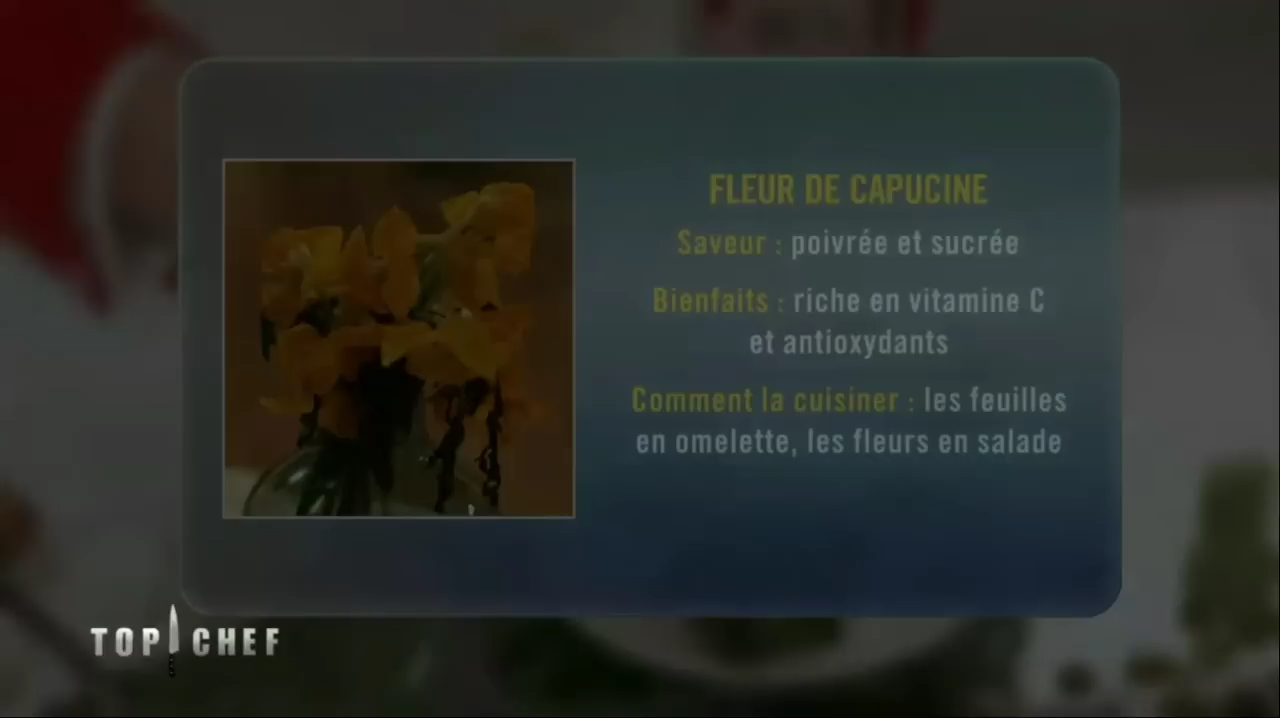 FLEUR DE CAPUCINE
Saveur : poivrée et sucrée
Bienfaits : riche en vitamine C
et antioxydants
Comment la cuisiner : les feuilles
en omelette, les fleurs en salade
TOP CHEF